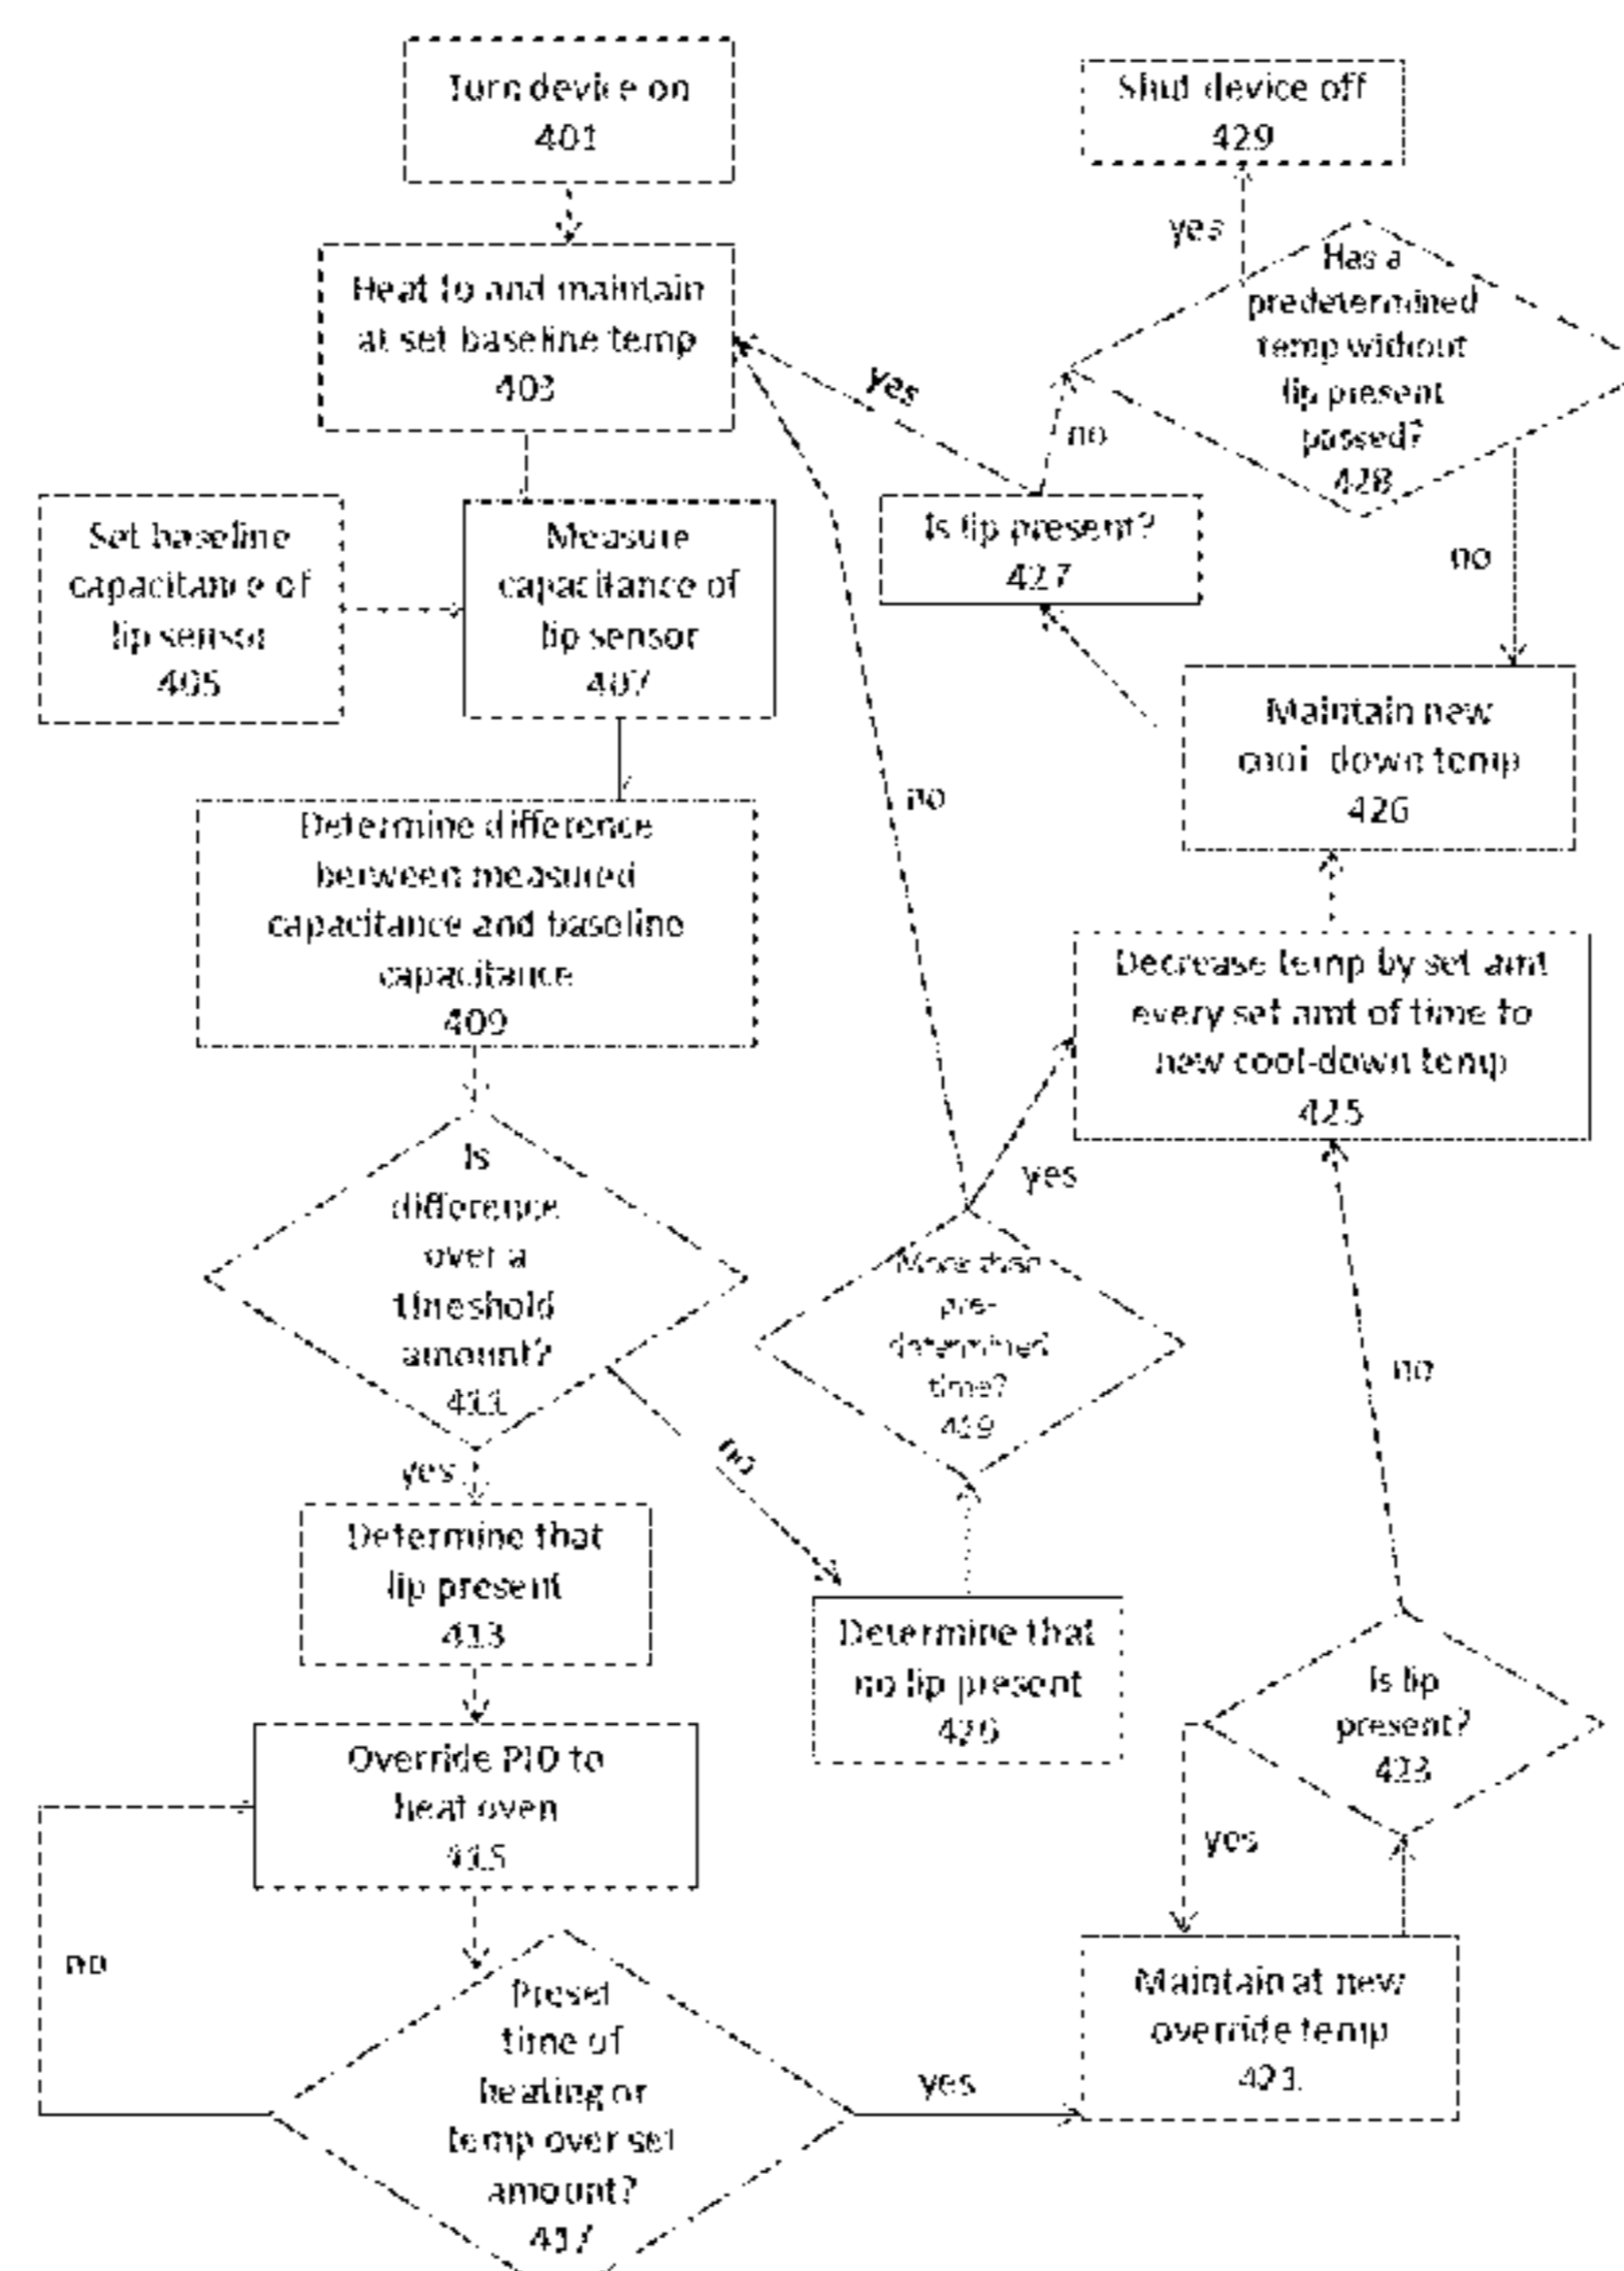 Turn device on
401
Heat to and maintain
at set baseline temp
403
Set baseline
capacitance of
lip sensor
405
Measure
capacitance of
lip sensor
407
Determine difference
between measured
capacitance and baseline
capacitance
409
Is
difference
over a
threshold
amount?
411
yes
no
Determine that
lip present
413
Override PID to
heat oven
415
no
Preset
time of
heating or
temp over set
amount?
417
yes
Maintain at new
override temp
421
yes
Is lip
present?
423
no
Determine that
no lip present
420
More than
pre-
determined
time?
419
no
yes
Decrease temp by set amt
every set amt of time to
new cool-down temp
425
Maintain new
cool-down temp
426
Is lip present?
427
yes
no
Has a
predetermined
temp without
lip present
passed?
428
no
yes
Shut device off
429